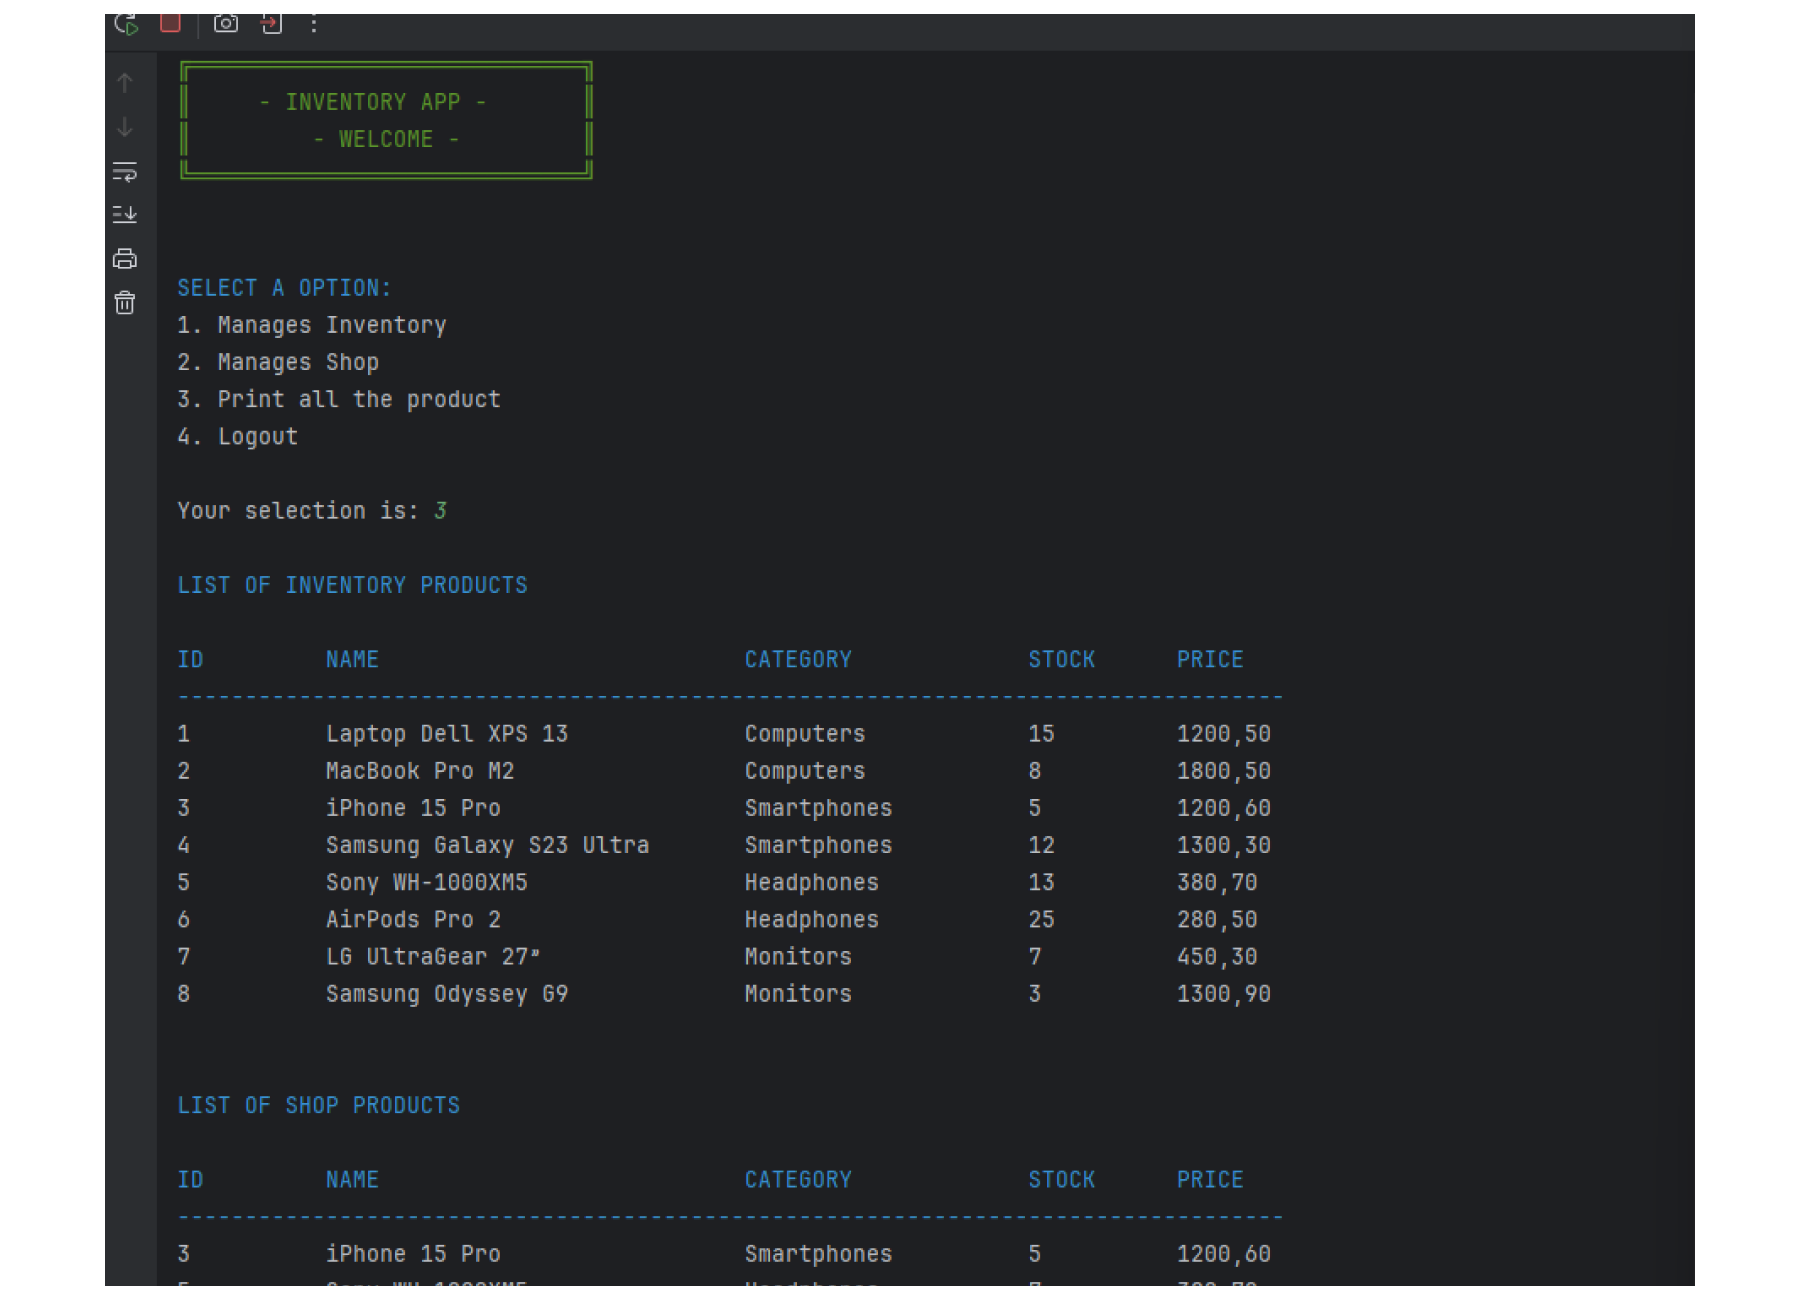 - INVENTORY APP -
- WELCOME -
SELECT A OPTION:
1. Manages Inventory
2. Manages Shop
3. Print all the product
4. Logout
Your selection is: 3
LIST OF INVENTORY PRODUCTS
ID NAME CATEGORY STOCK PRICE
1 Laptop Dell XPS 13 Computers 15 1200,50
2 MacBook Pro M2 Computers 8 1800,50
3 iPhone 15 Pro Smartphones 5 1200,60
4 Samsung Galaxy S23 Ultra Smartphones 12 1300,30
5 Sony WH-1000XM5 Headphones 13 380,70
6 AirPods Pro 2 Headphones 25 280,50
7 LG UltraGear 27" Monitors 7 450,30
8 Samsung Odyssey G9 Monitors 3 1300,90
LIST OF SHOP PRODUCTS
ID NAME CATEGORY STOCK PRICE
3 iPhone 15 Pro Smartphones 5 1200,60